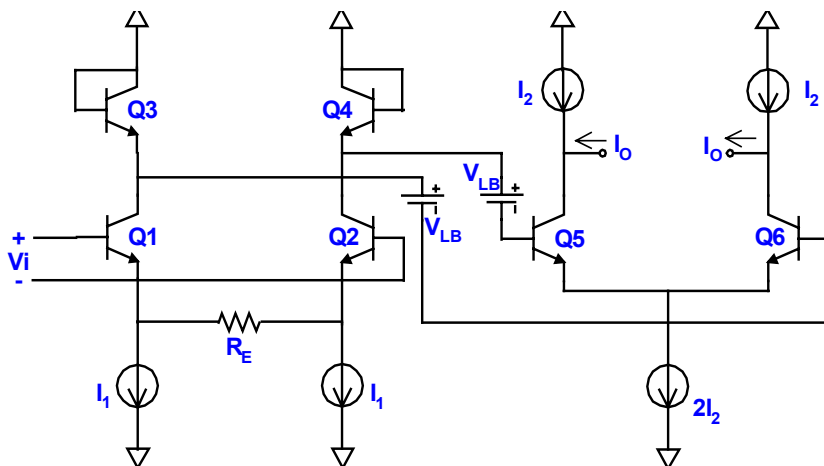 Q3
Q4
I2
I2
IO
IO
VLB
+
+
VLB
+
Vi
-
Q1
Q2
Q5
Q6
RE
I1
I1
2I2